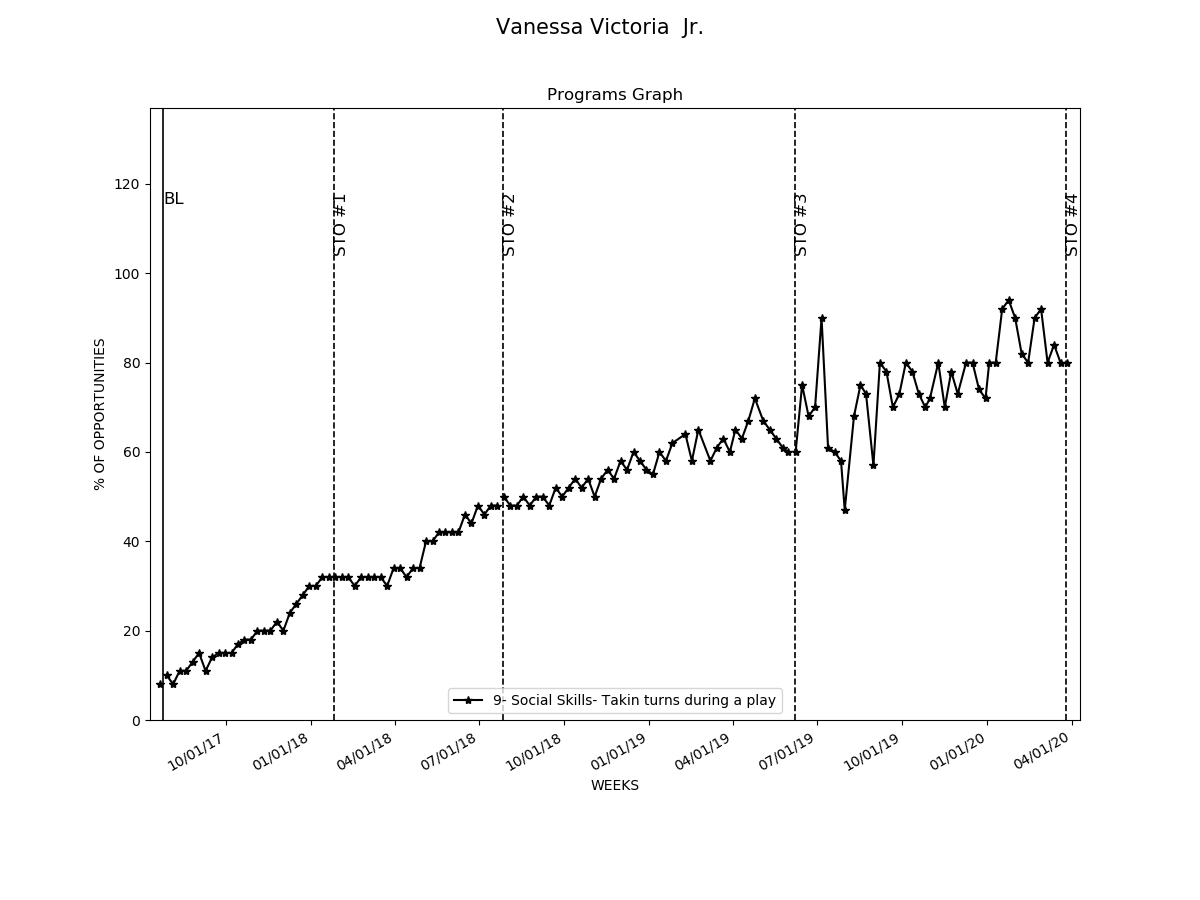 Vanessa Victoria  Jr.
Programs Graph
BL
STO #1
STO #2
STO #3
STO #4
% OF OPPORTUNITIES
120
100
80
60
40
20
0
9- Social Skills- Takin turns during a play
10/01/17
01/01/18
04/01/18
07/01/18
10/01/18
01/01/19
04/01/19
07/01/19
10/01/19
01/01/20
04/01/20
WEEKS